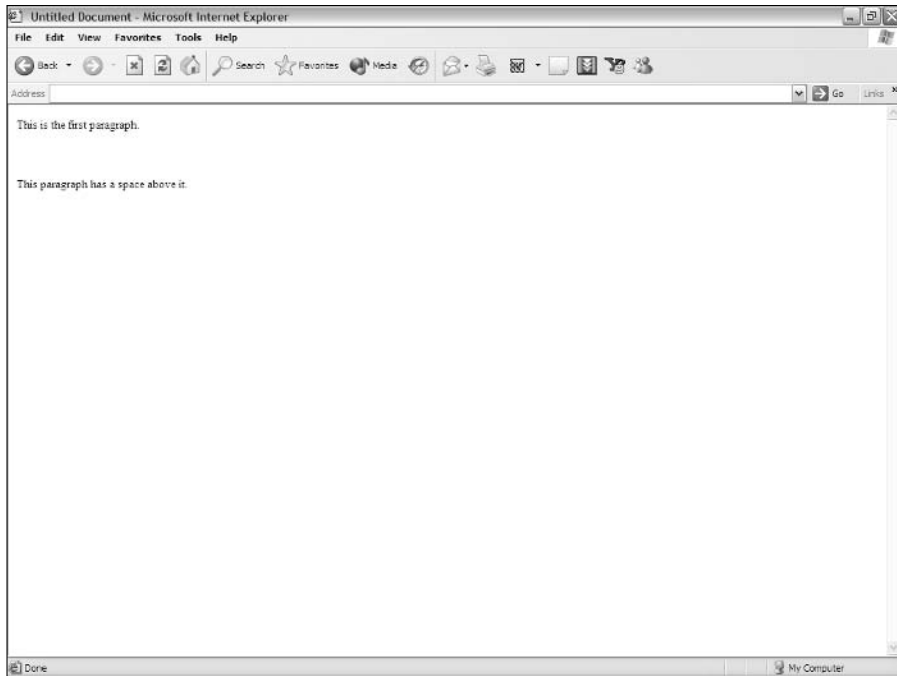 Untitled Document - Microsoft Internet Explorer
File Edit View Favorites Tools Help
Back Search Favorites Media
Address Go Links »
This is the first paragraph.
This paragraph has a space above it.
Done My Computer